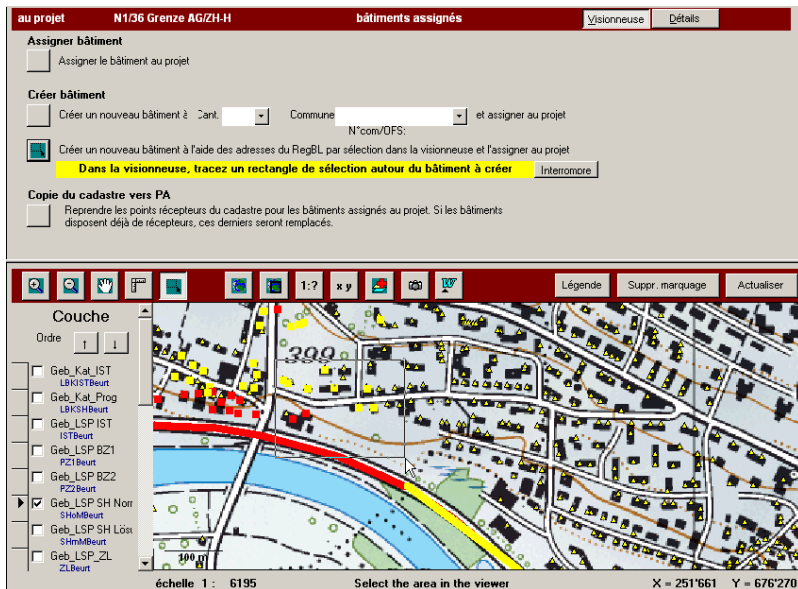 au projet N1/36 Grenze AG/ZH-H bâtiments assignés Visionneuse Détails
Assigner bâtiment
Assigner le bâtiment au projet
Créer bâtiment
Créer un nouveau bâtiment à Cant. Commune et assigner au projet
N°com/OFS:
Créer un nouveau bâtiment à l'aide des adresses du RegBL par sélection dans la visionneuse et l'assigner au projet
Dans la visionneuse, tracez un rectangle de sélection autour du bâtiment à créer Interrompre
Copie du cadastre vers PA
Reprendre les points récepteurs du cadastre pour les bâtiments assignés au projet. Si les bâtiments
disposent déjà de récepteurs, ces derniers seront remplacés.
1:? x y W Légende Suppr. marquage Actualiser
Couche
Ordre ↑ ↓
399
Geb_Kat_IST
LBKISTBeurt
Geb_Kat_Prog
LBKSHBeurt
Geb_LSP IST
ISTBeurt
Geb_LSP BZ1
PZ1Beurt
Geb_LSP BZ2
PZ2Beurt
Geb_LSP SH Norr
SHoMBeurt
Geb_LSP SH Lösu
SHmMBeurt
Geb_LSP_ZL
ZLBeurt
100 m
échelle 1 : 6195 Select the area in the viewer X = 251'661 Y = 676'270